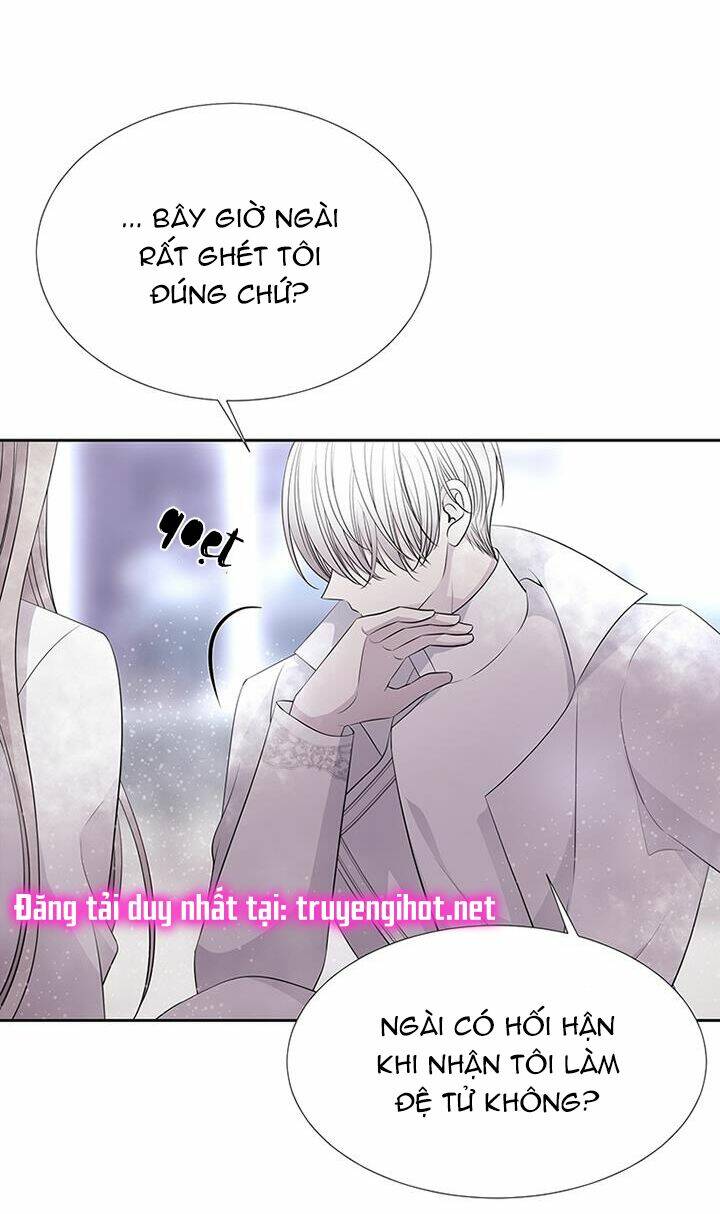 ... BÂY GIỜ NGÀI
RẤT GHÉT TÔI
ĐÚNG CHỨ?
quẹt
Đăng tải duy nhất tại: truyengihot.net
NGÀI CÓ HỐI HẬN
KHI NHẬN TÔI LÀM
ĐỆ TỬ KHÔNG?